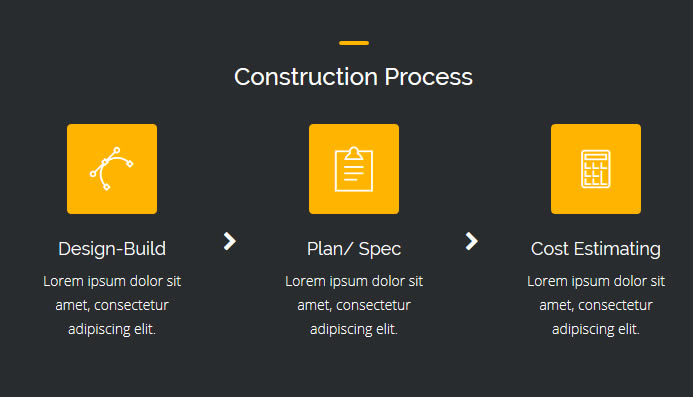 Construction Process
Design-Build
Lorem ipsum dolor sit
amet, consectetur
adipiscing elit.
Plan/ Spec
Lorem ipsum dolor sit
amet, consectetur
adipiscing elit.
Cost Estimating
Lorem ipsum dolor sit
amet, consectetur
adipiscing elit.